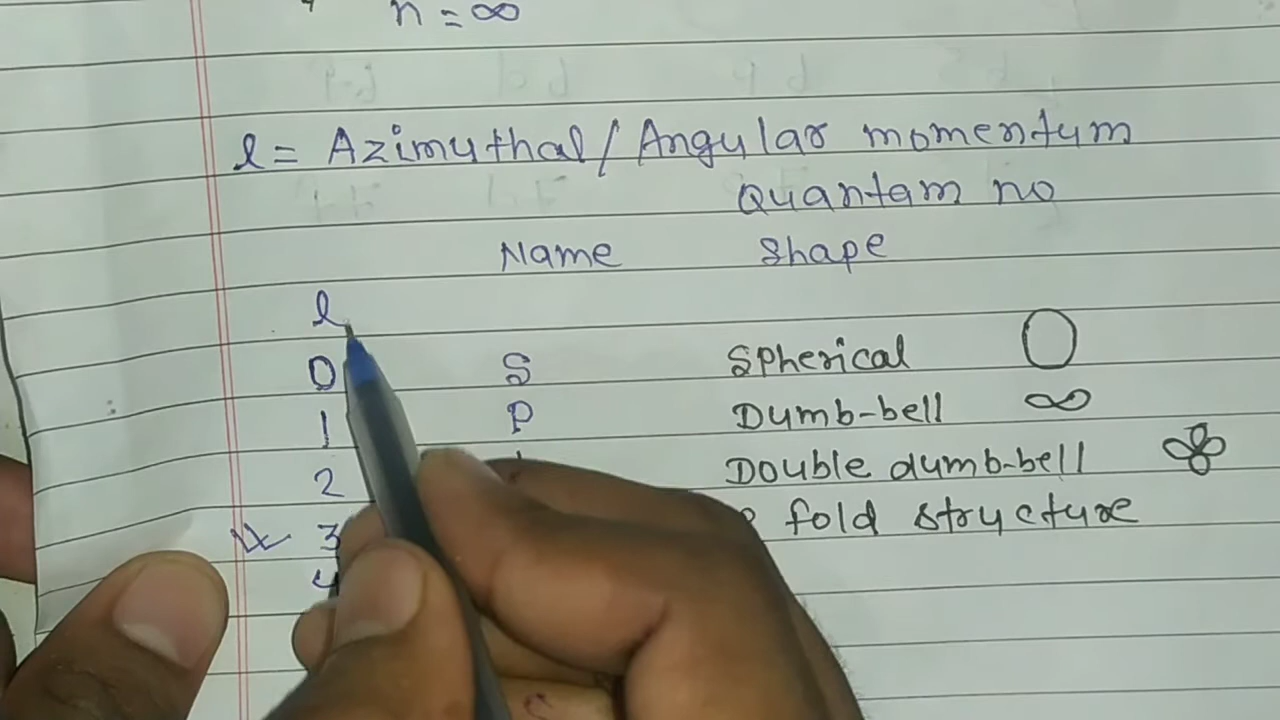 n = ∞
l = Azimuthal/Angular momentum
Quantam no
Name Shape
l
0 S Spherical
1 P Dumb-bell
2 Double dumb-bell
3 fold structure
4